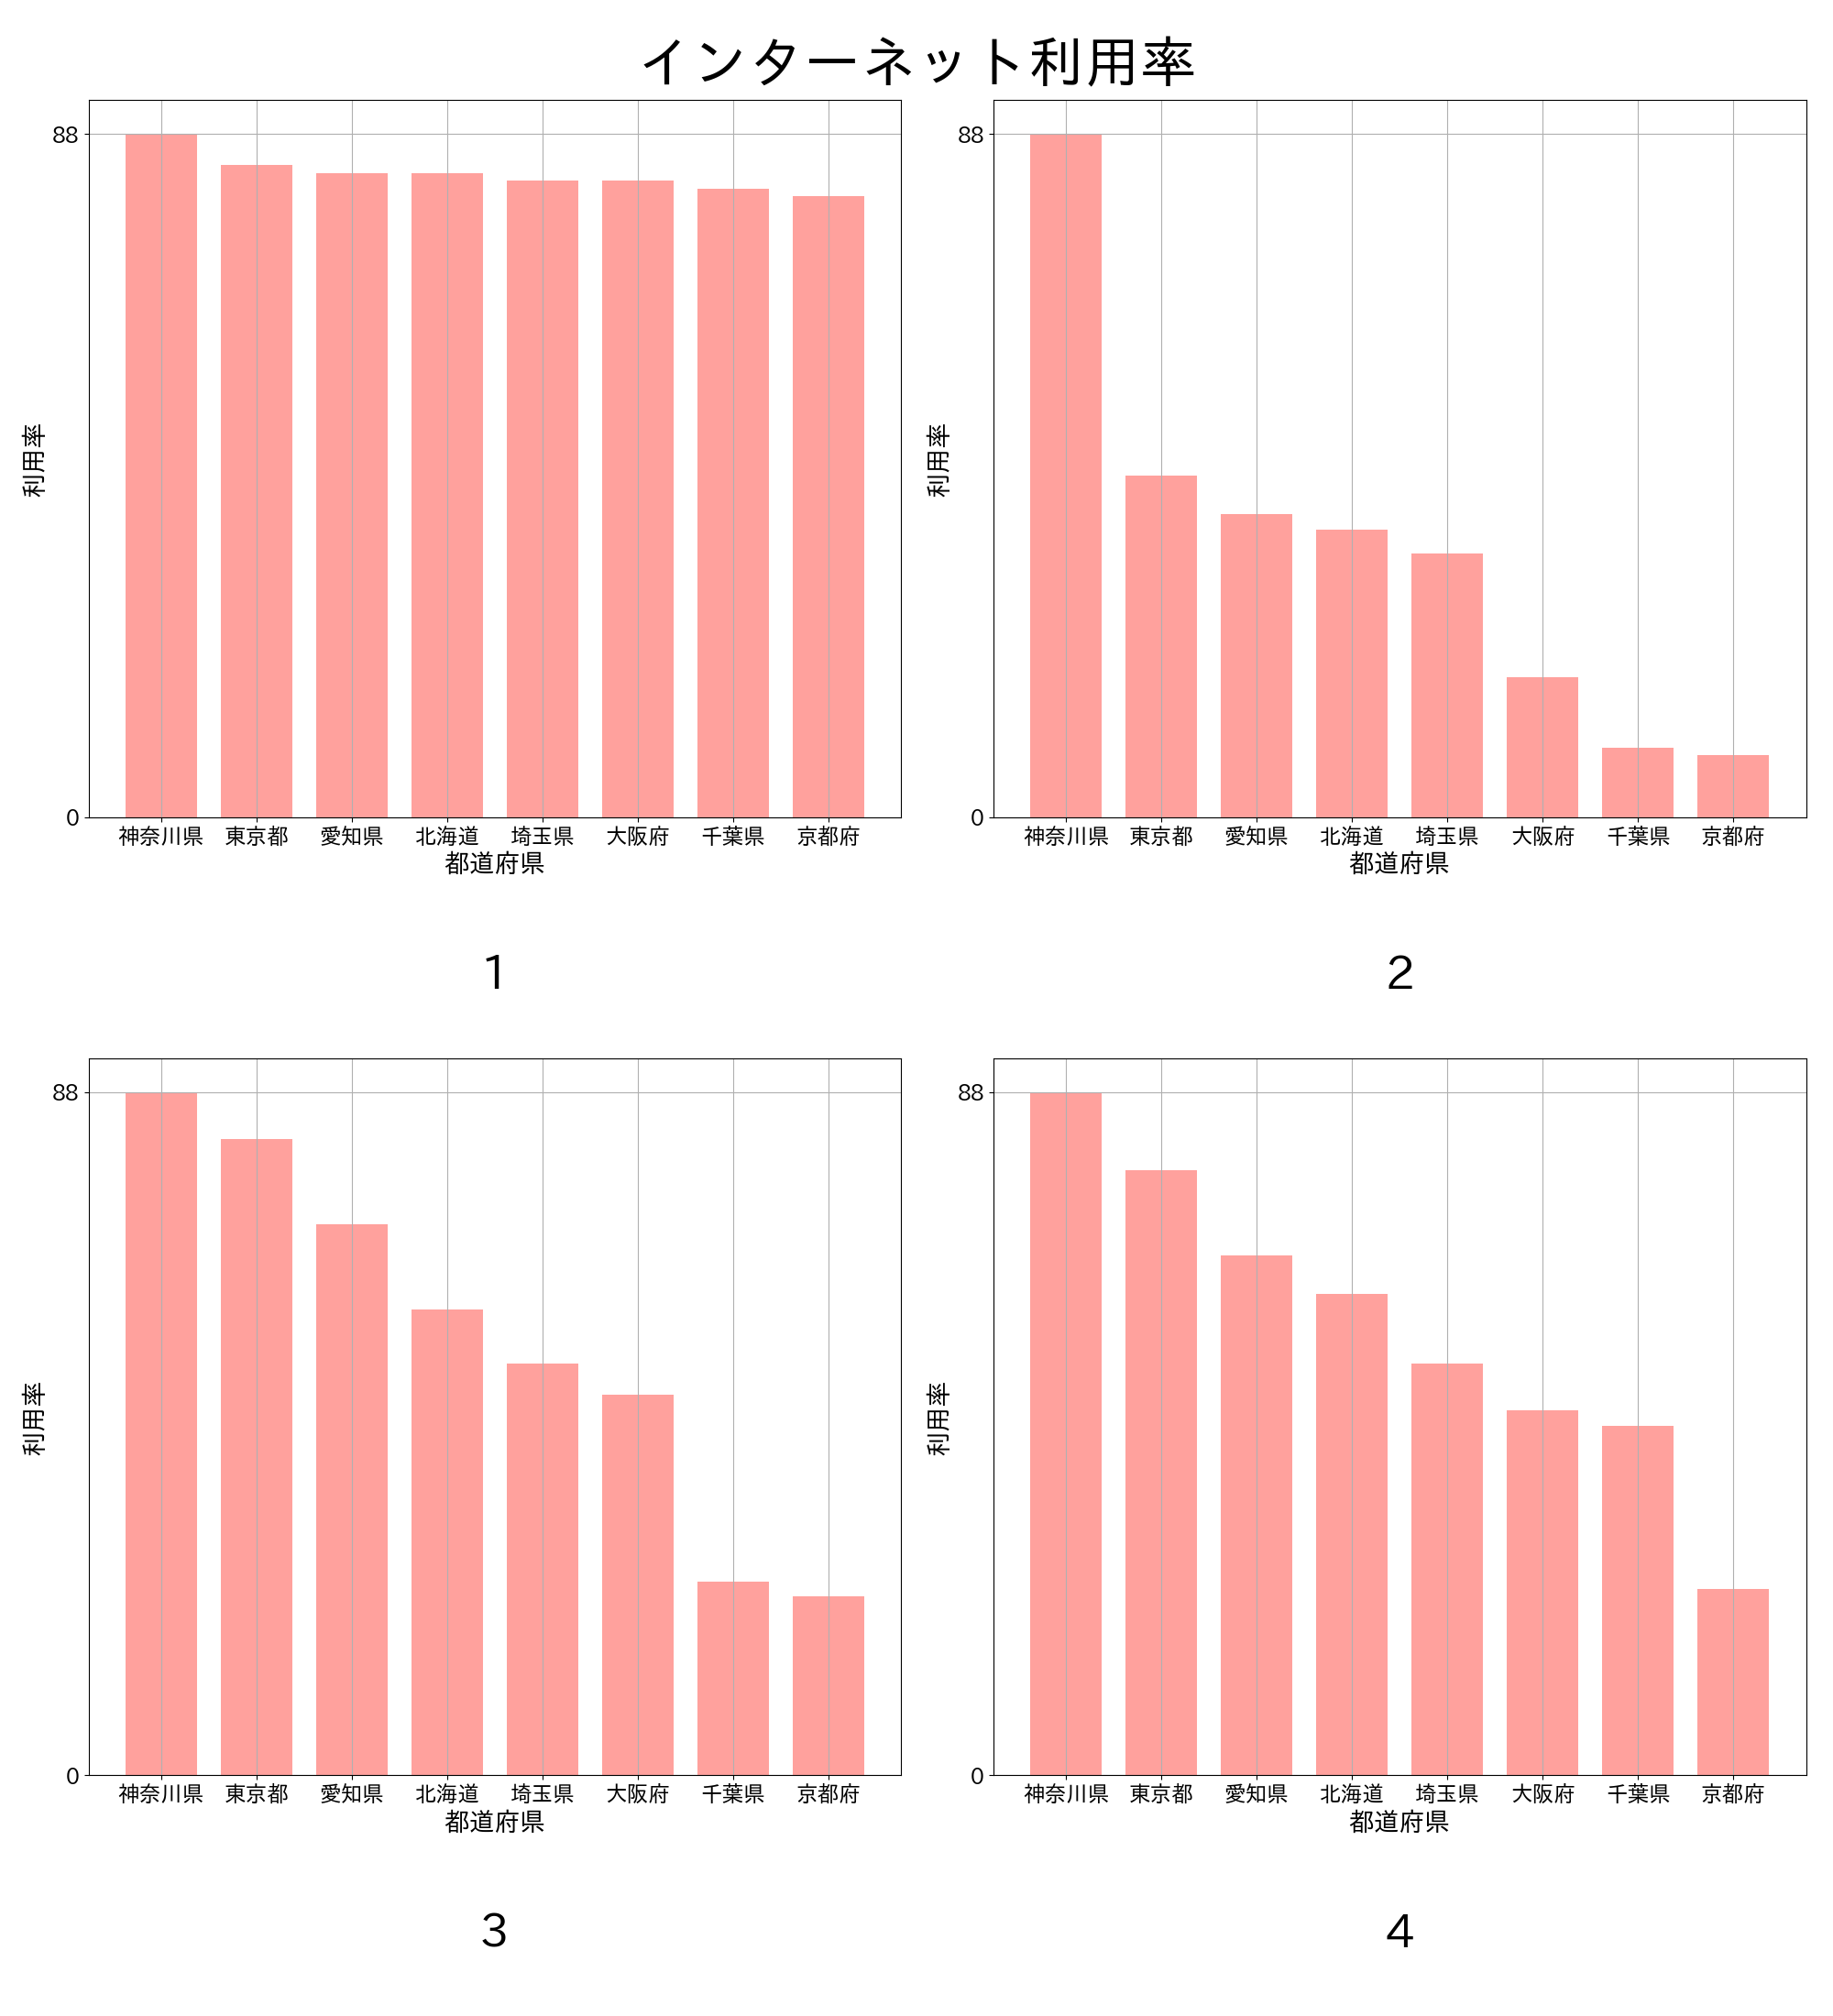 インターネット利用率
88
0
利用率
神奈川県 東京都 愛知県 北海道 埼玉県 大阪府 千葉県 京都府
都道府県
1
88
0
利用率
神奈川県 東京都 愛知県 北海道 埼玉県 大阪府 千葉県 京都府
都道府県
2
88
0
利用率
神奈川県 東京都 愛知県 北海道 埼玉県 大阪府 千葉県 京都府
都道府県
3
88
0
利用率
神奈川県 東京都 愛知県 北海道 埼玉県 大阪府 千葉県 京都府
都道府県
4